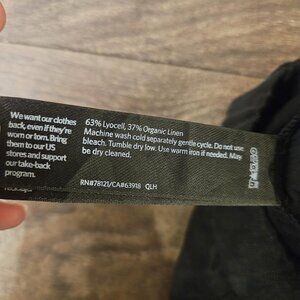 We want our clothes
back, even if they're
worn or torn. Bring
them to our US
stores and support
our take-back
program.
63% Lyocell, 37% Organic Linen
Machine wash cold separately gentle cycle. Do not use
bleach. Tumble dry low. Use warm iron if needed. May
be dry cleaned.
RN#78121/CA#63918 QLH